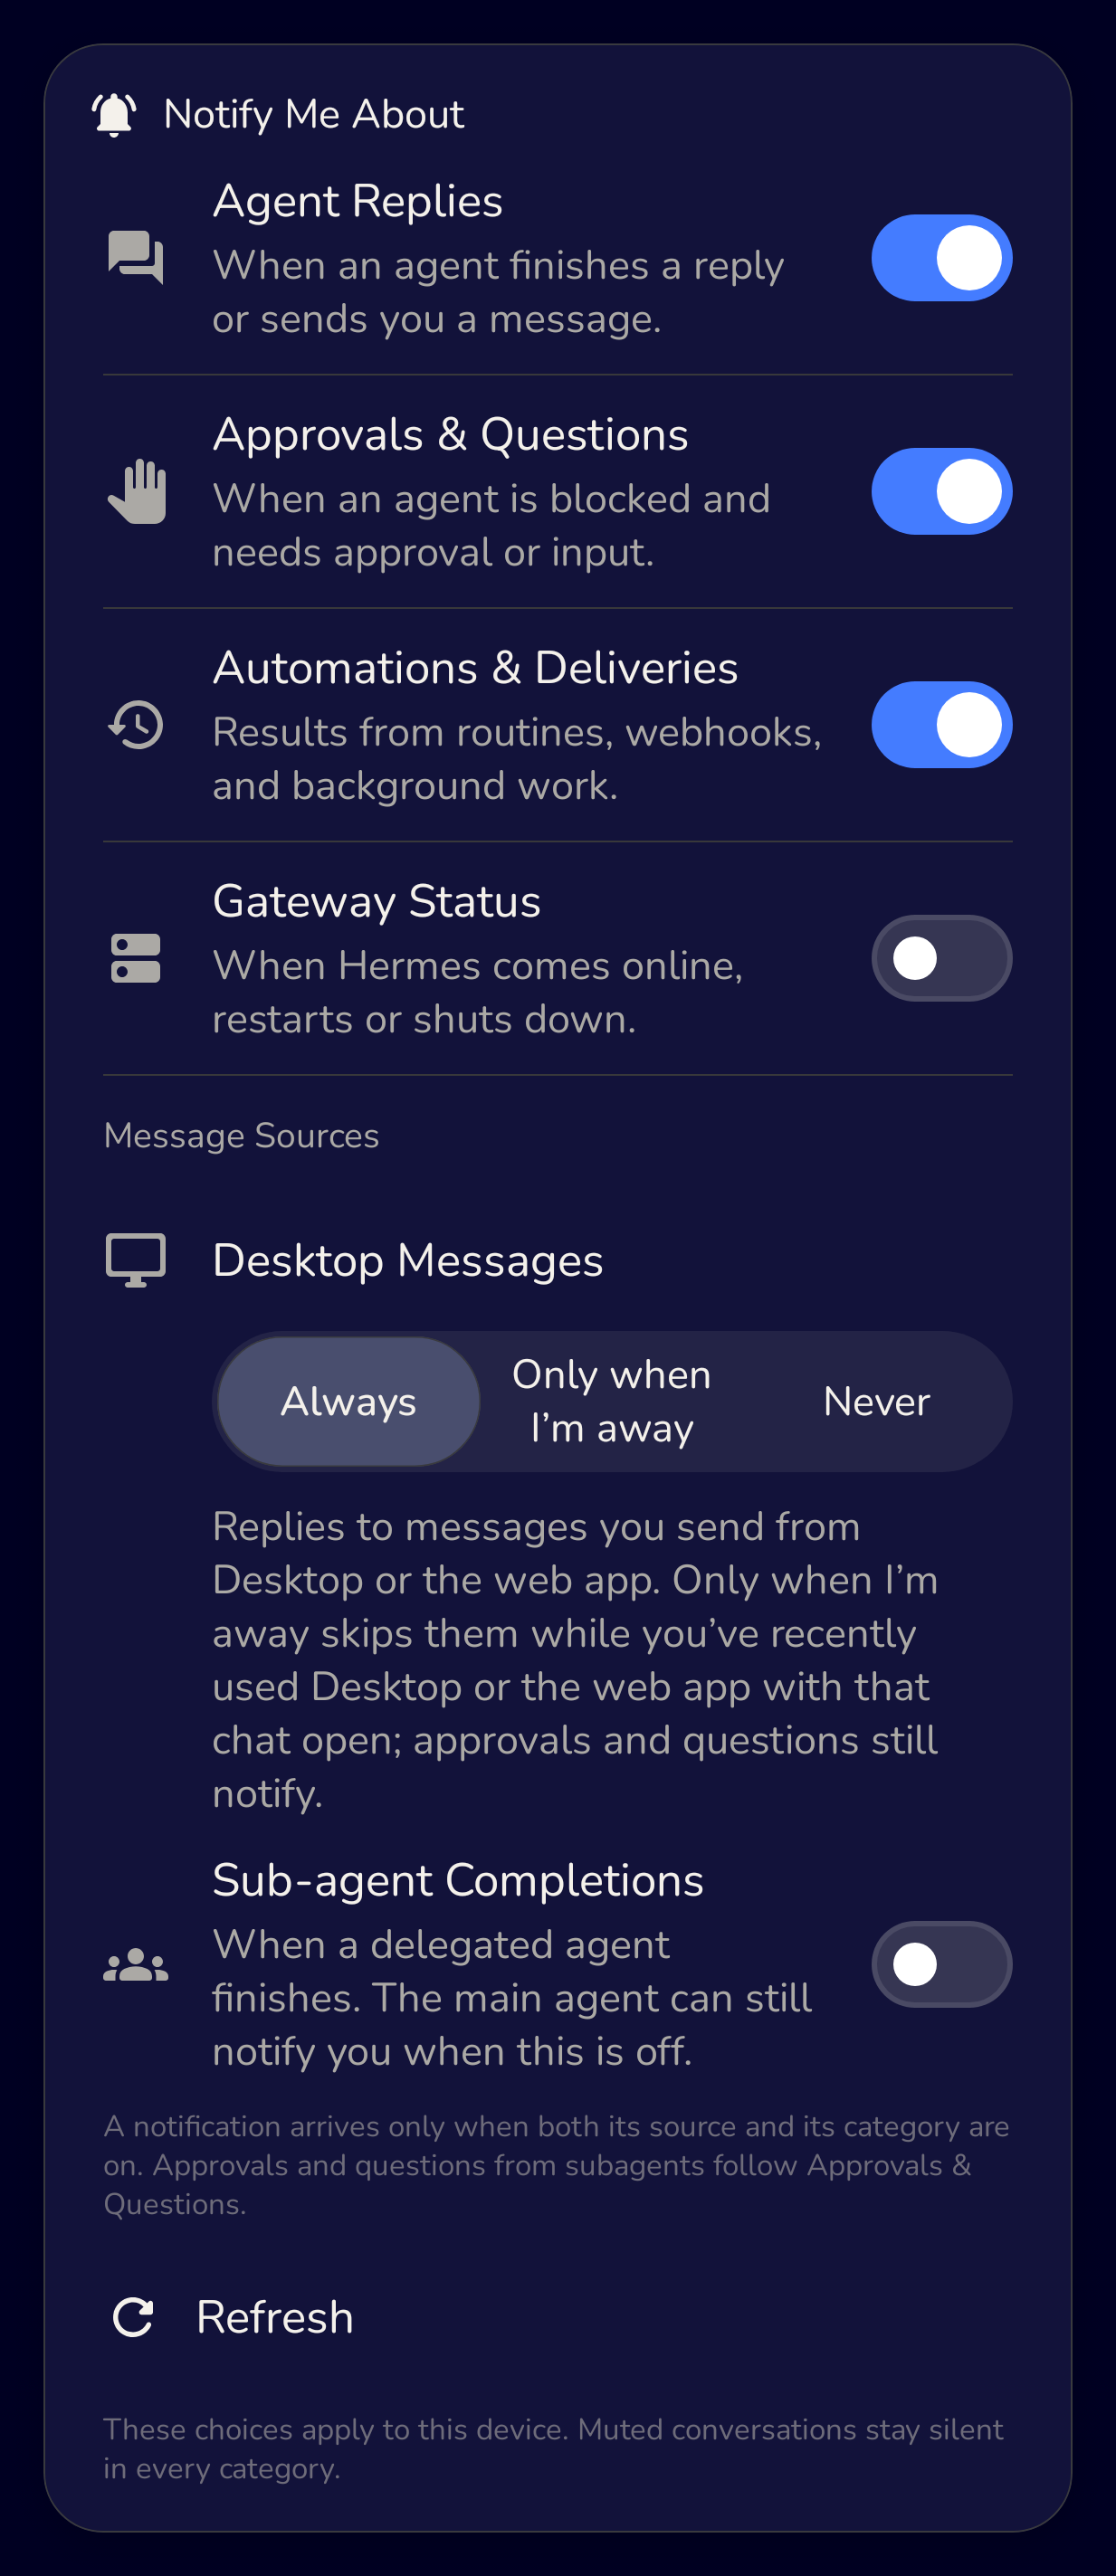 Notify Me About
Agent Replies
When an agent finishes a reply
or sends you a message.
Approvals & Questions
When an agent is blocked and
needs approval or input.
Automations & Deliveries
Results from routines, webhooks,
and background work.
Gateway Status
When Hermes comes online,
restarts or shuts down.
Message Sources
Desktop Messages
Always
Only when
I’m away
Never
Replies to messages you send from
Desktop or the web app. Only when I’m
away skips them while you’ve recently
used Desktop or the web app with that
chat open; approvals and questions still
notify.
Sub-agent Completions
When a delegated agent
finishes. The main agent can still
notify you when this is off.
A notification arrives only when both its source and its category are
on. Approvals and questions from subagents follow Approvals &
Questions.
Refresh
These choices apply to this device. Muted conversations stay silent
in every category.